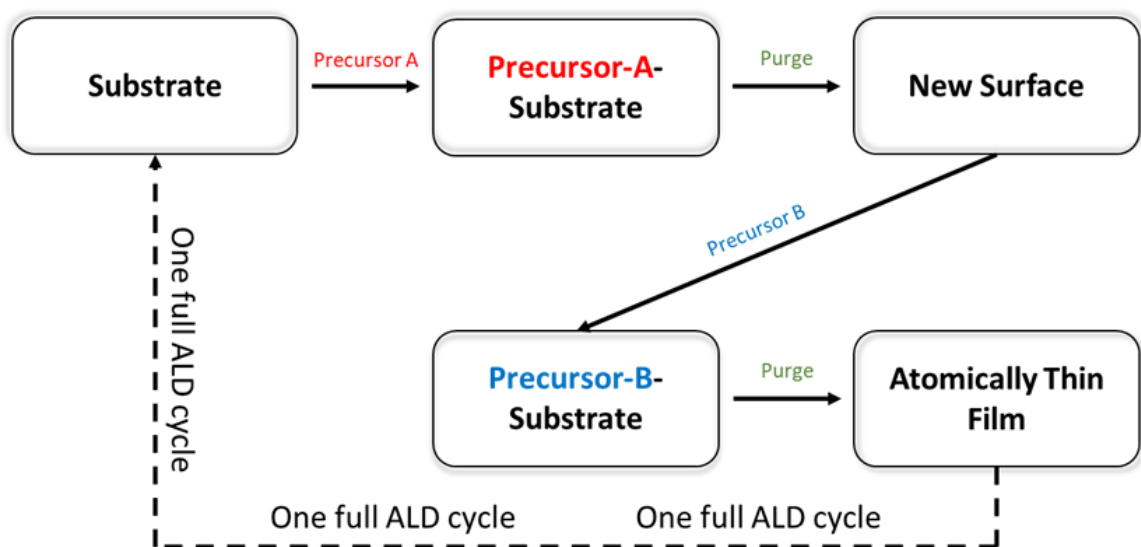 Substrate
Precursor A
Precursor-A-
Substrate
Purge
New Surface
Precursor B
Precursor-B-
Substrate
Purge
Atomically Thin
Film
One full ALD cycle
One full ALD cycle
One full ALD
cycle